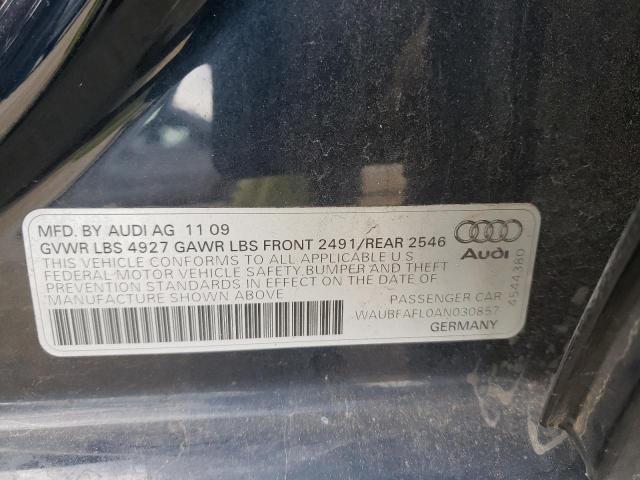 MFD. BY AUDI AG 11 09
GVWR LBS 4927 GAWR LBS FRONT 2491/REAR 2546
THIS VEHICLE CONFORMS TO ALL APPLICABLE U S
FEDERAL MOTOR VEHICLE SAFETY,BUMPER AND THEFT
PREVENTION STANDARDS IN EFFECT ON THE DATE OF
MANUFACTURE SHOWN ABOVE
Audi
PASSENGER CAR
WAUBFAFL0AN030857
GERMANY
4544380